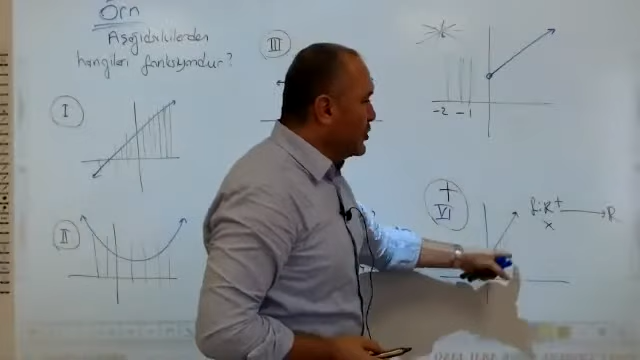 Örn
Aşağıdakilerden
hangileri fonksiyondur?
I
II
III
-2 -1
VI
f: R⁺ → R
x